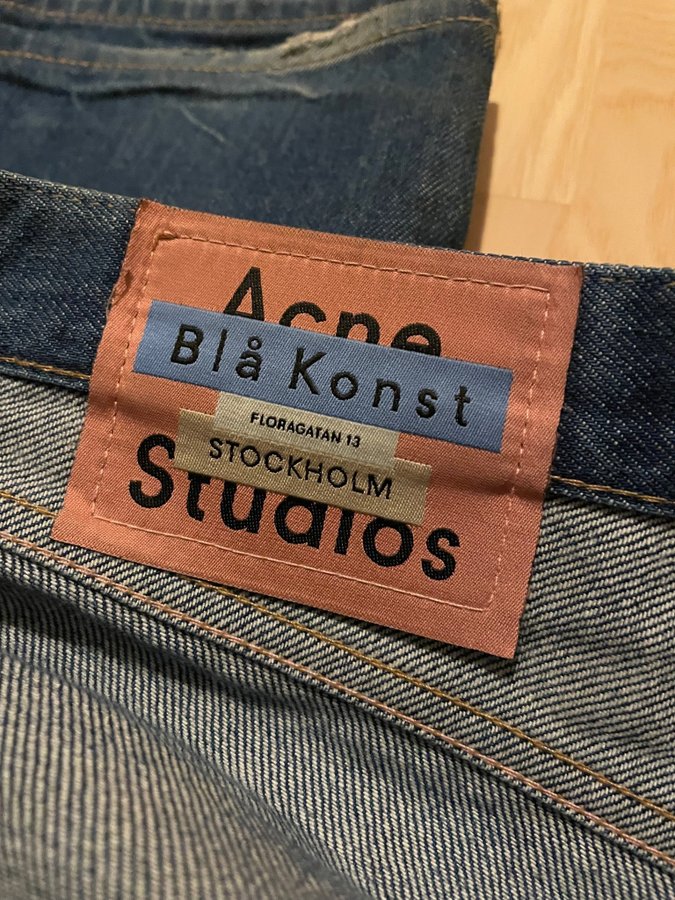 Acne
Blå Konst
FLORAGATAN 13
STOCKHOLM
Studios